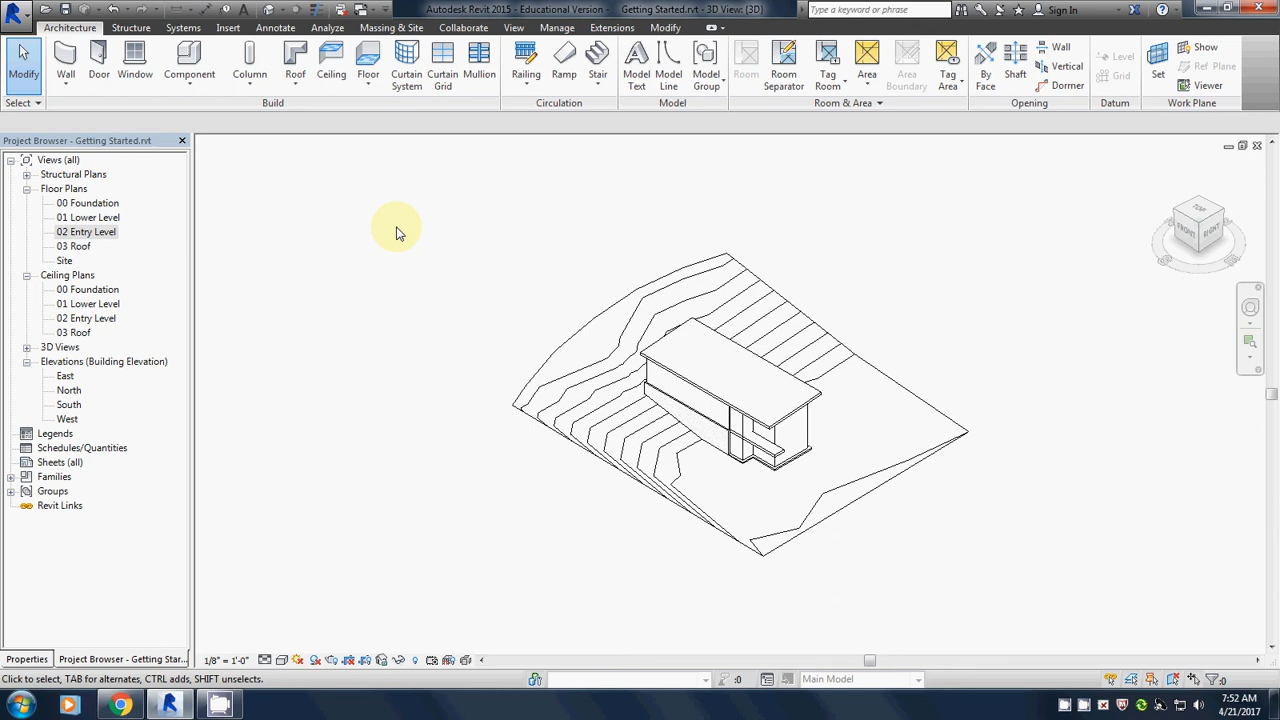 Autodesk Revit 2015 - Educational Version - Getting Started.rvt - 3D View: {3D}
Type a keyword or phrase
Sign In
Architecture Structure Systems Insert Annotate Analyze Massing & Site Collaborate View Manage Extensions Modify
Modify Wall Door Window Component Column Roof Ceiling Floor Curtain System Curtain Grid Mullion Railing Ramp Stair Model Text Model Line Model Group Room Room Separator Tag Room Area Area Boundary Tag Area By Face Shaft Wall Vertical Dormer Level Grid Set Show Ref Plane Viewer
Select Build Circulation Model Room & Area Opening Datum Work Plane
Project Browser - Getting Started.rvt
Views (all)
Structural Plans
Floor Plans
00 Foundation
01 Lower Level
02 Entry Level
03 Roof
Site
Ceiling Plans
00 Foundation
01 Lower Level
02 Entry Level
03 Roof
3D Views
Elevations (Building Elevation)
East
North
South
West
Legends
Schedules/Quantities
Sheets (all)
Families
Groups
Revit Links
TOP
FRONT
RIGHT
Properties
Project Browser - Getting Star...
1/8" = 1'-0"
Click to select, TAB for alternates, CTRL adds, SHIFT unselects.
:0
Main Model
:0
7:52 AM
4/21/2017